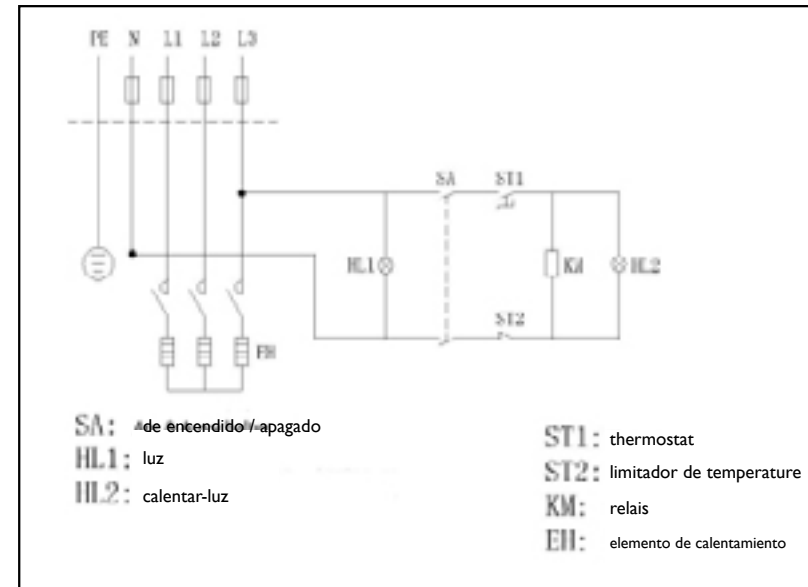 PE N L1 L2 L3
SA ST1
HL1 KM HL2
ST2
EH
SA: de encendido / apagado
HL1: luz
HL2: calentar-luz
ST1: thermostat
ST2: limitador de temperature
KM: relais
EH: elemento de calentamiento